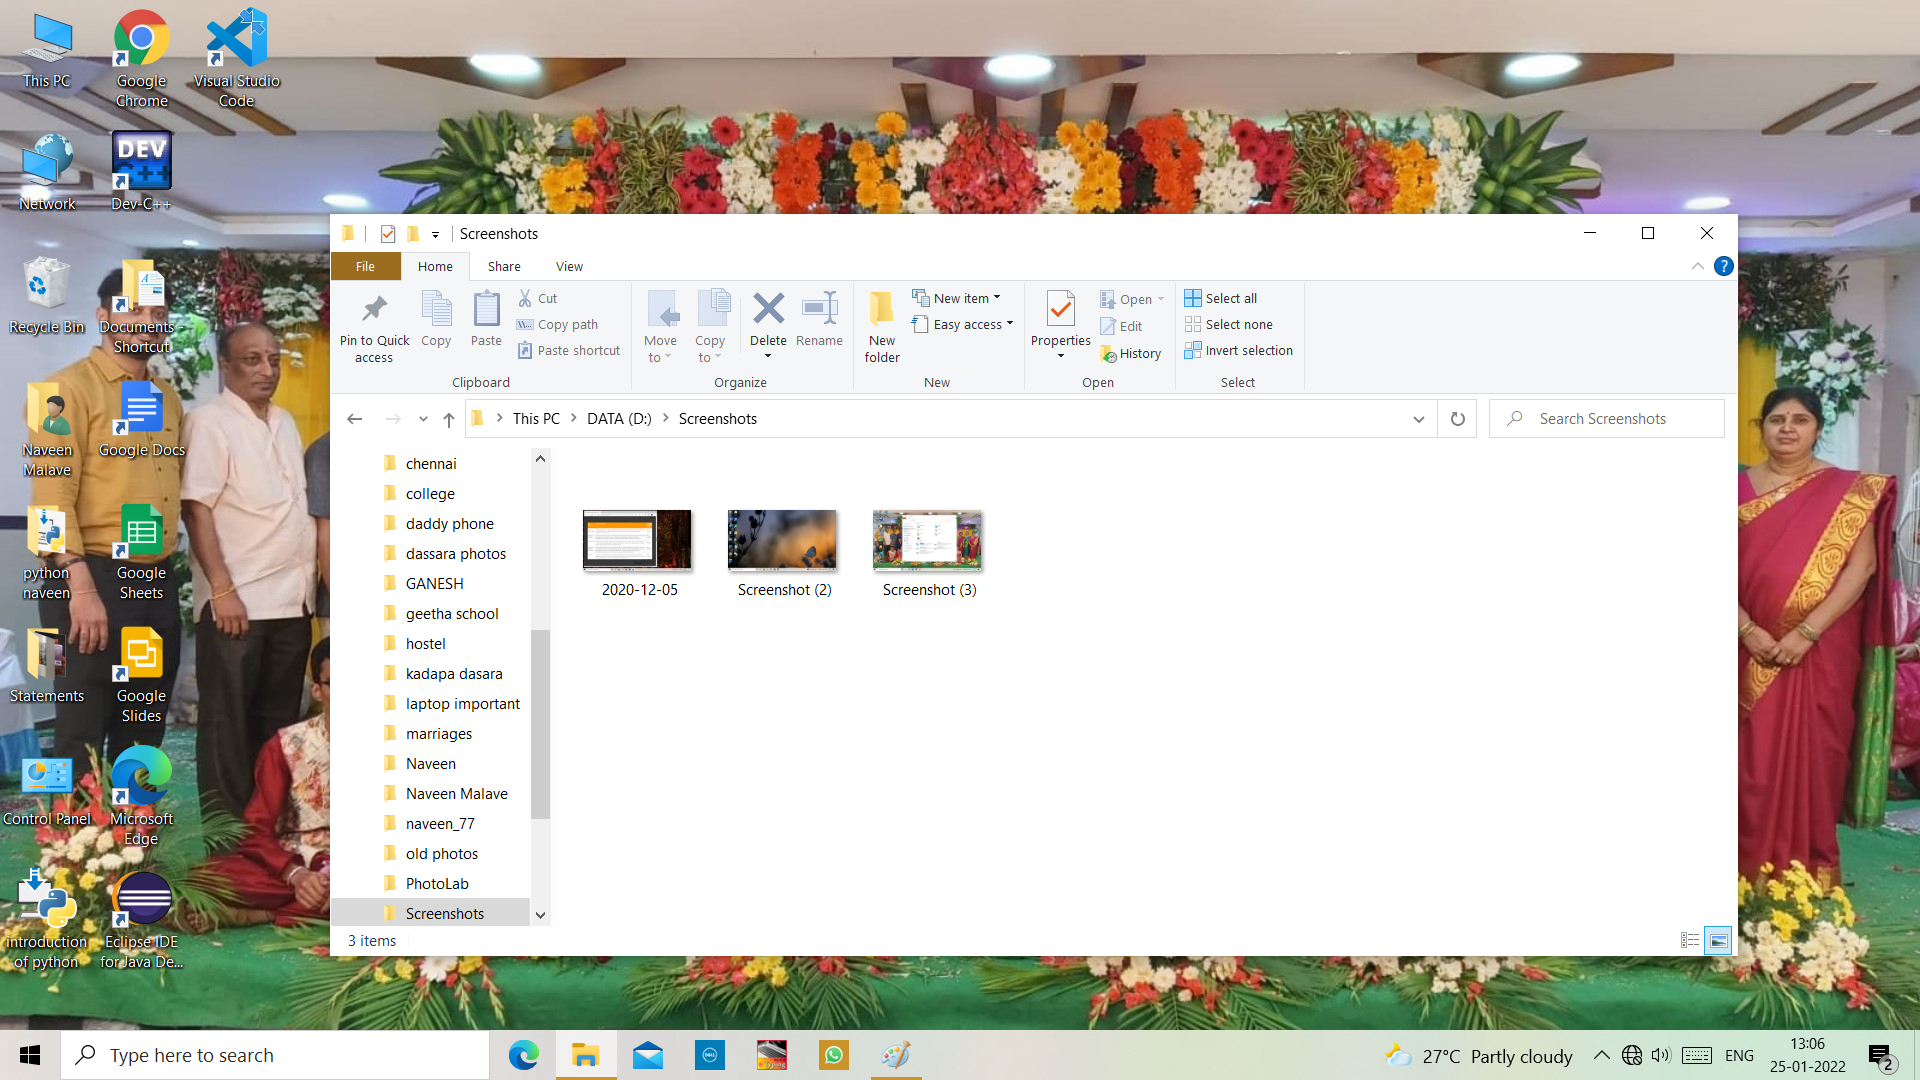 This PC
Google
Chrome
Visual Studio
Code
Network
DEV
C++
Dev-C++
Recycle Bin
Documents -
Shortcut
Naveen
Malave
Google Docs
python
naveen
Google
Sheets
Statements
Google
Slides
Control Panel
Microsoft
Edge
introduction
of python
Eclipse IDE
for Java De...
Screenshots
File
Home
Share
View
Pin to Quick
access
Copy
Paste
Cut
Copy path
Paste shortcut
Clipboard
Move
to
Copy
to
Delete
Rename
Organize
New
folder
New item
Easy access
New
Properties
Open
Edit
History
Open
Select all
Select none
Invert selection
Select
This PC
DATA (D:)
Screenshots
Search Screenshots
chennai
college
daddy phone
dassara photos
GANESH
geetha school
hostel
kadapa dasara
laptop important
marriages
Naveen
Naveen Malave
naveen_77
old photos
PhotoLab
Screenshots
2020-12-05
Screenshot (2)
Screenshot (3)
3 items
Type here to search
DELL
27°C Partly cloudy
ENG
13:06
25-01-2022
2